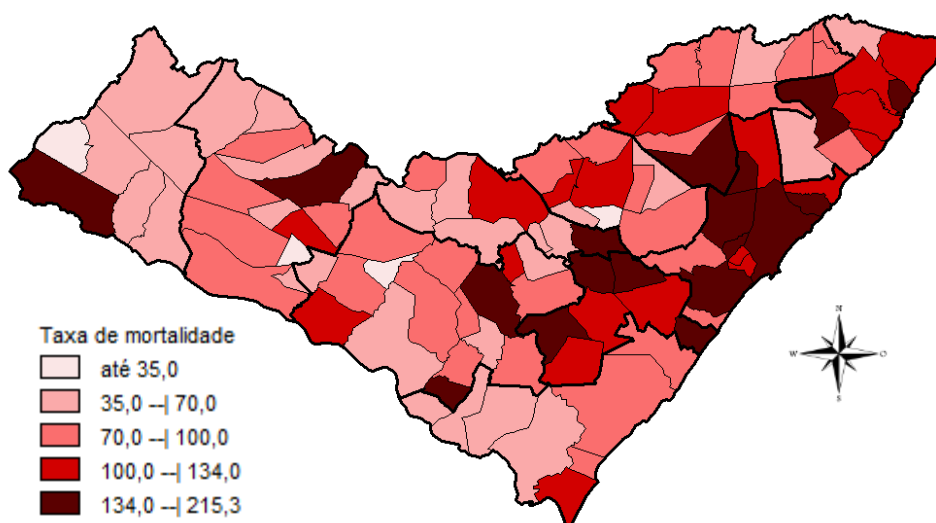 Taxa de mortalidade
até 35,0
35,0 --| 70,0
70,0 --| 100,0
100,0 --| 134,0
134,0 --| 215,3
N
W
O
S